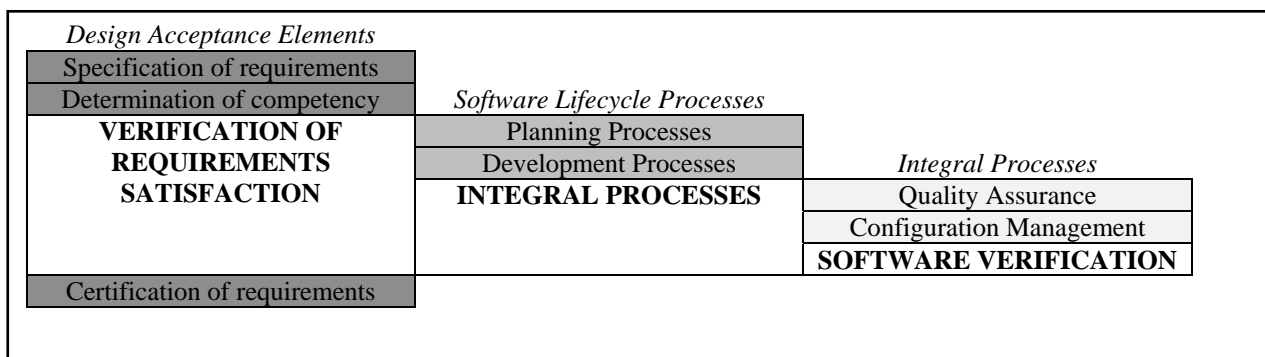 Design Acceptance Elements
Specification of requirements
Determination of competency
VERIFICATION OF
REQUIREMENTS
SATISFACTION
Certification of requirements
Software Lifecycle Processes
Planning Processes
Development Processes
INTEGRAL PROCESSES
Integral Processes
Quality Assurance
Configuration Management
SOFTWARE VERIFICATION